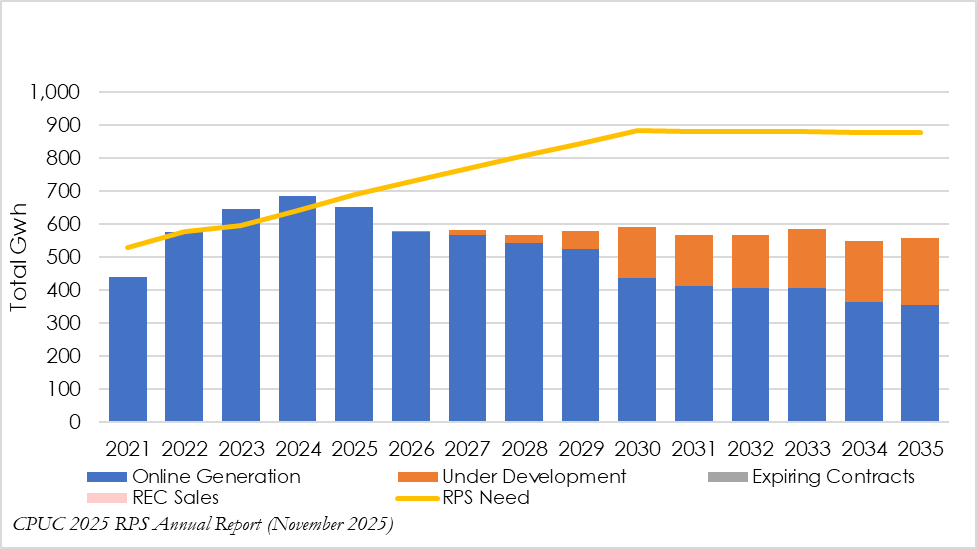 1,000
900
800
700
600
500
400
300
200
100
0
Total Gwh
2021 2022 2023 2024 2025 2026 2027 2028 2029 2030 2031 2032 2033 2034 2035
Online Generation Under Development Expiring Contracts
REC Sales RPS Need
CPUC 2025 RPS Annual Report (November 2025)